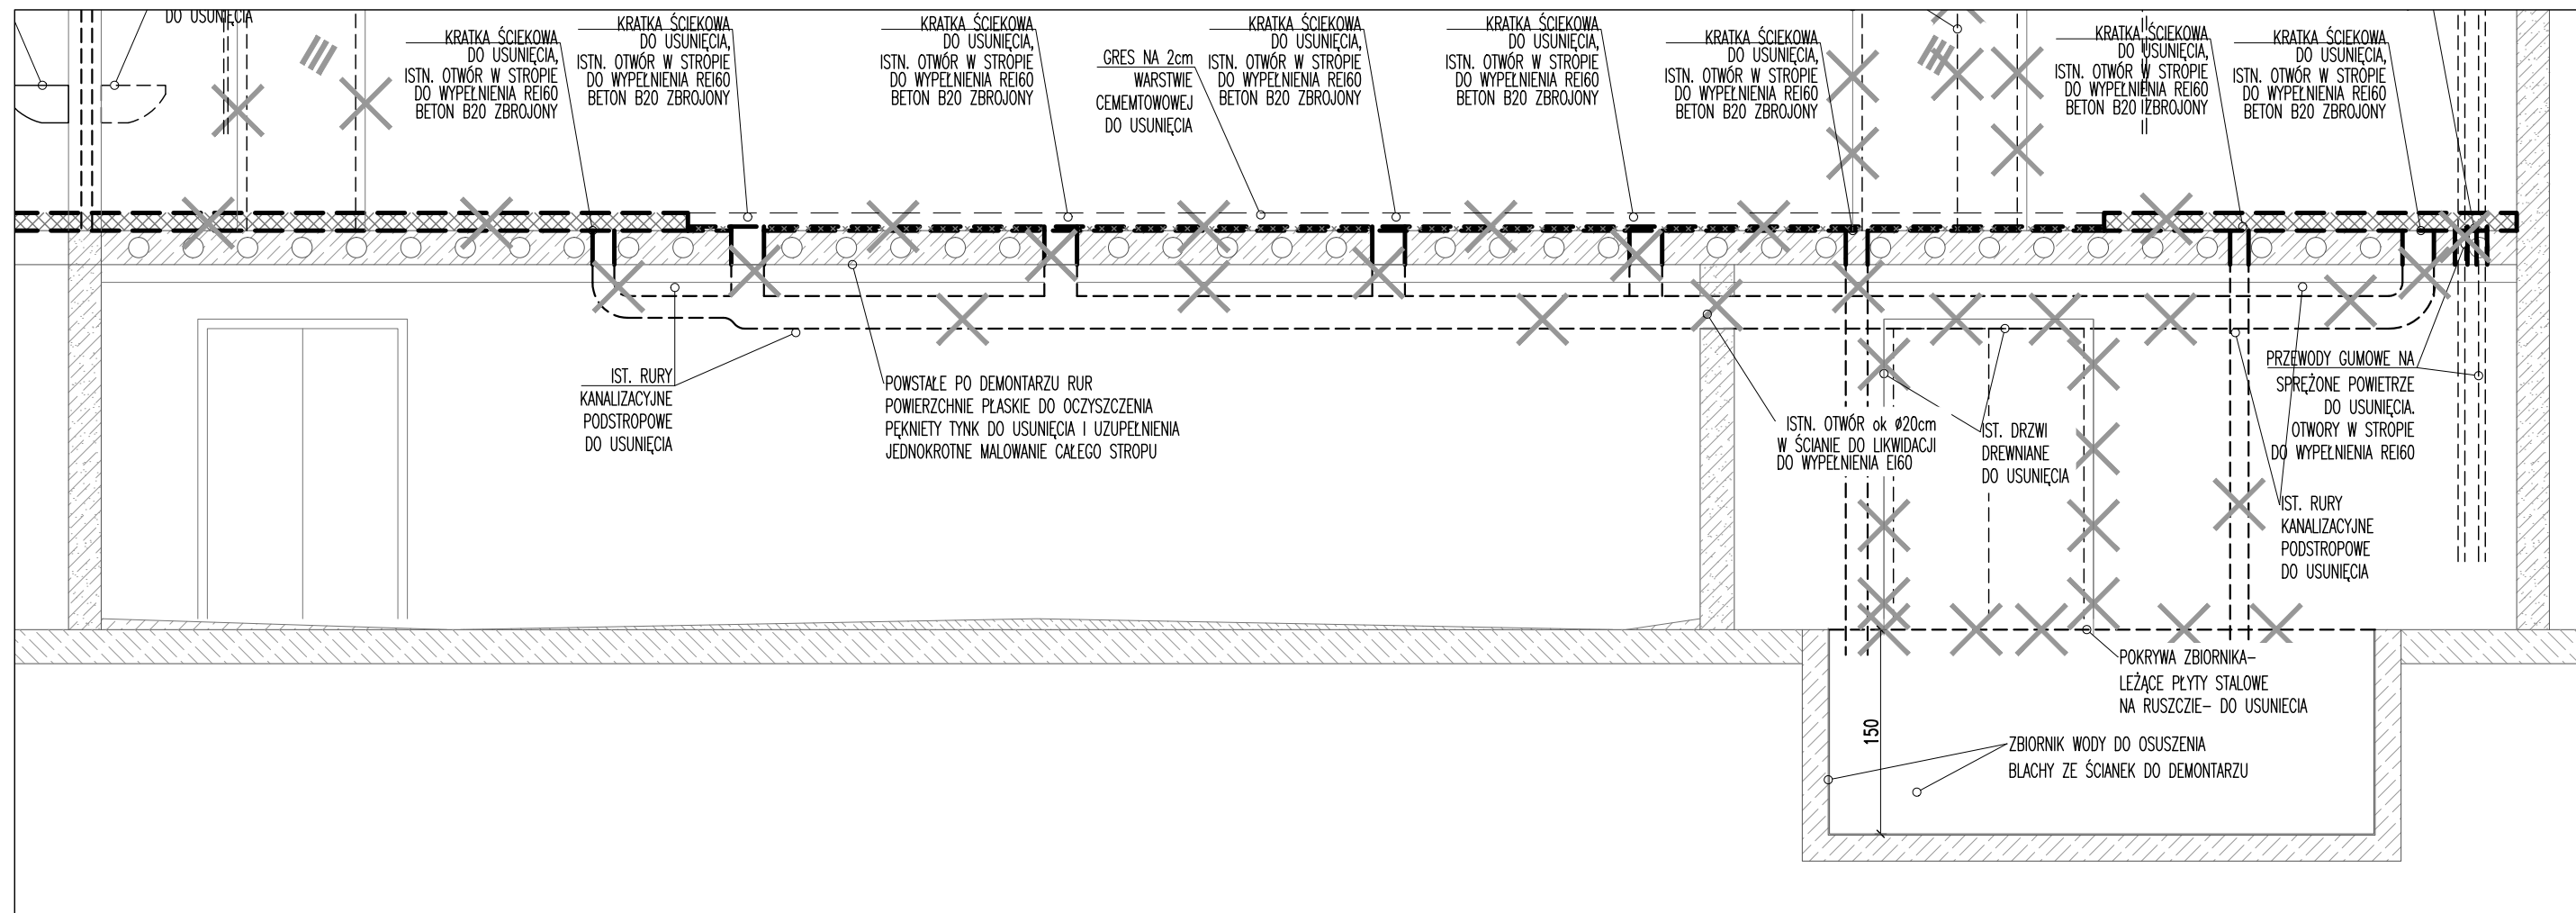 DO USUNIĘCIA
KRATKA ŚCIEKOWA
DO USUNIĘCIA,
ISTN. OTWÓR W STROPIE
DO WYPEŁNIENIA REI60
BETON B20 ZBROJONY
KRATKA ŚCIEKOWA
DO USUNIĘCIA,
ISTN. OTWÓR W STROPIE
DO WYPEŁNIENIA REI60
BETON B20 ZBROJONY
KRATKA ŚCIEKOWA
DO USUNIĘCIA,
ISTN. OTWÓR W STROPIE
DO WYPEŁNIENIA REI60
BETON B20 ZBROJONY
GRES NA 2cm
WARSTWIE
CEMEMTOWOWEJ
DO USUNIĘCIA
KRATKA ŚCIEKOWA
DO USUNIĘCIA,
ISTN. OTWÓR W STROPIE
DO WYPEŁNIENIA REI60
BETON B20 ZBROJONY
KRATKA ŚCIEKOWA
DO USUNIĘCIA,
ISTN. OTWÓR W STROPIE
DO WYPEŁNIENIA REI60
BETON B20 ZBROJONY
KRATKA ŚCIEKOWA
DO USUNIĘCIA,
ISTN. OTWÓR W STROPIE
DO WYPEŁNIENIA REI60
BETON B20 ZBROJONY
KRATKA ŚCIEKOWA
DO USUNIĘCIA,
ISTN. OTWÓR W STROPIE
DO WYPEŁNIENIA REI60
BETON B20 ZBROJONY
KRATKA ŚCIEKOWA
DO USUNIĘCIA,
ISTN. OTWÓR W STROPIE
DO WYPEŁNIENIA REI60
BETON B20 ZBROJONY
IST. RURY
KANALIZACYJNE
PODSTROPOWE
DO USUNIĘCIA
POWSTAŁE PO DEMONTARZU RUR
POWIERZCHNIE PŁASKIE DO OCZYSZCZENIA
PĘKNIETY TYNK DO USUNIĘCIA I UZUPEŁNIENIA
JEDNOKROTNE MALOWANIE CAŁEGO STROPU
ISTN. OTWÓR ok ø20cm
W ŚCIANIE DO LIKWIDACJI
DO WYPEŁNIENIA EI60
IST. DRZWI
DREWNIANE
DO USUNIĘCIA
PRZEWODY GUMOWE NA
SPRĘŻONE POWIETRZE
DO USUNIĘCIA.
OTWORY W STROPIE
DO WYPEŁNIENIA REI60
IST. RURY
KANALIZACYJNE
PODSTROPOWE
DO USUNIĘCIA
POKRYWA ZBIORNIKA-
LEŻĄCE PŁYTY STALOWE
NA RUSZCZIE- DO USUNIECIA
150
ZBIORNIK WODY DO OSUSZENIA
BLACHY ZE ŚCIANEK DO DEMONTARZU